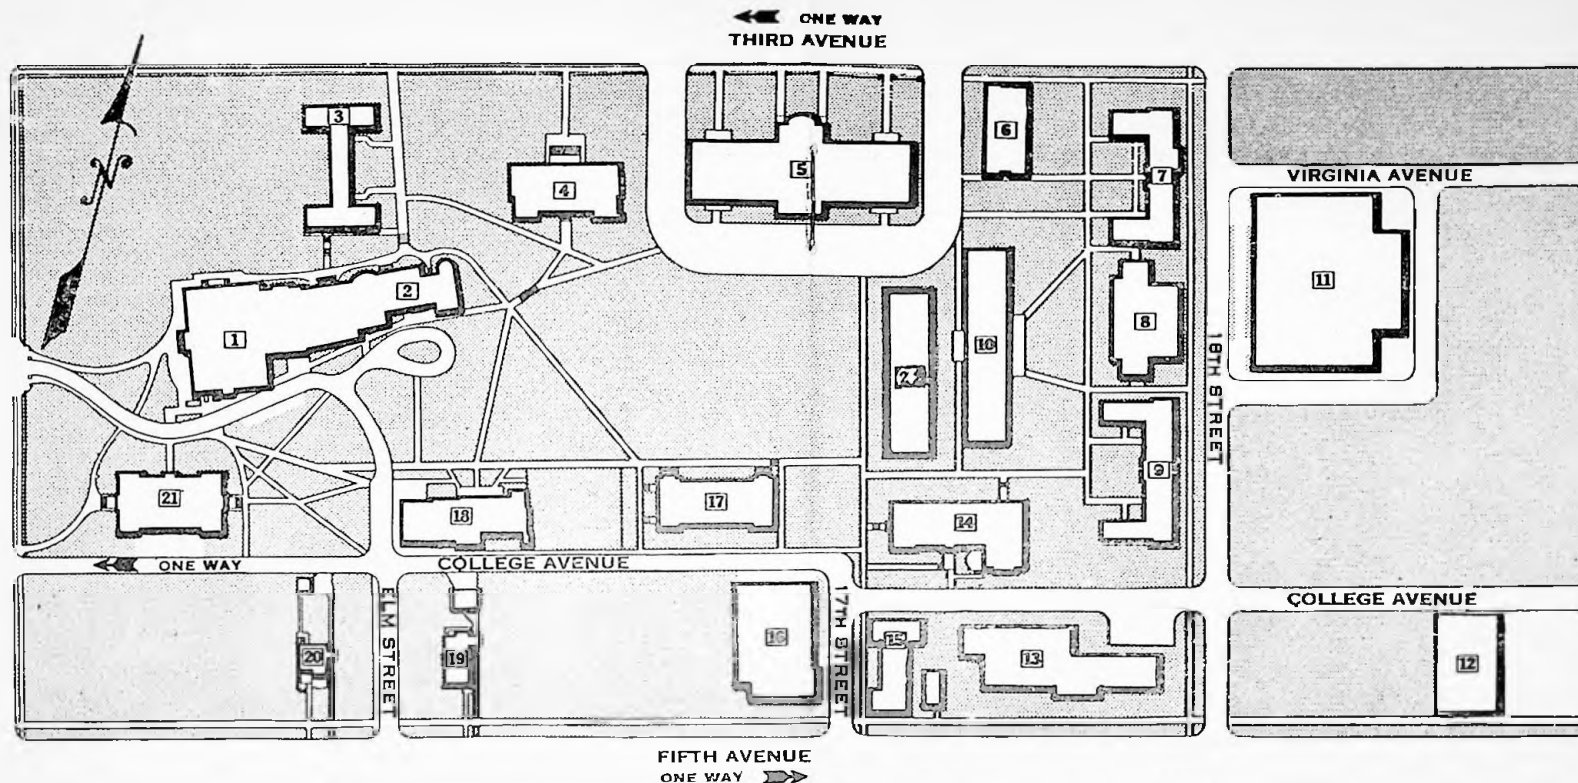 ONE WAY
THIRD AVENUE
N
3
4
5
6
7
VIRGINIA AVENUE
2
1
11
8
10
18TH STREET
9
21
18
17
14
ONE WAY
COLLEGE AVENUE
ELM STREET
17TH STREET
COLLEGE AVENUE
20
19
16
15
13
12
FIFTH AVENUE
ONE WAY